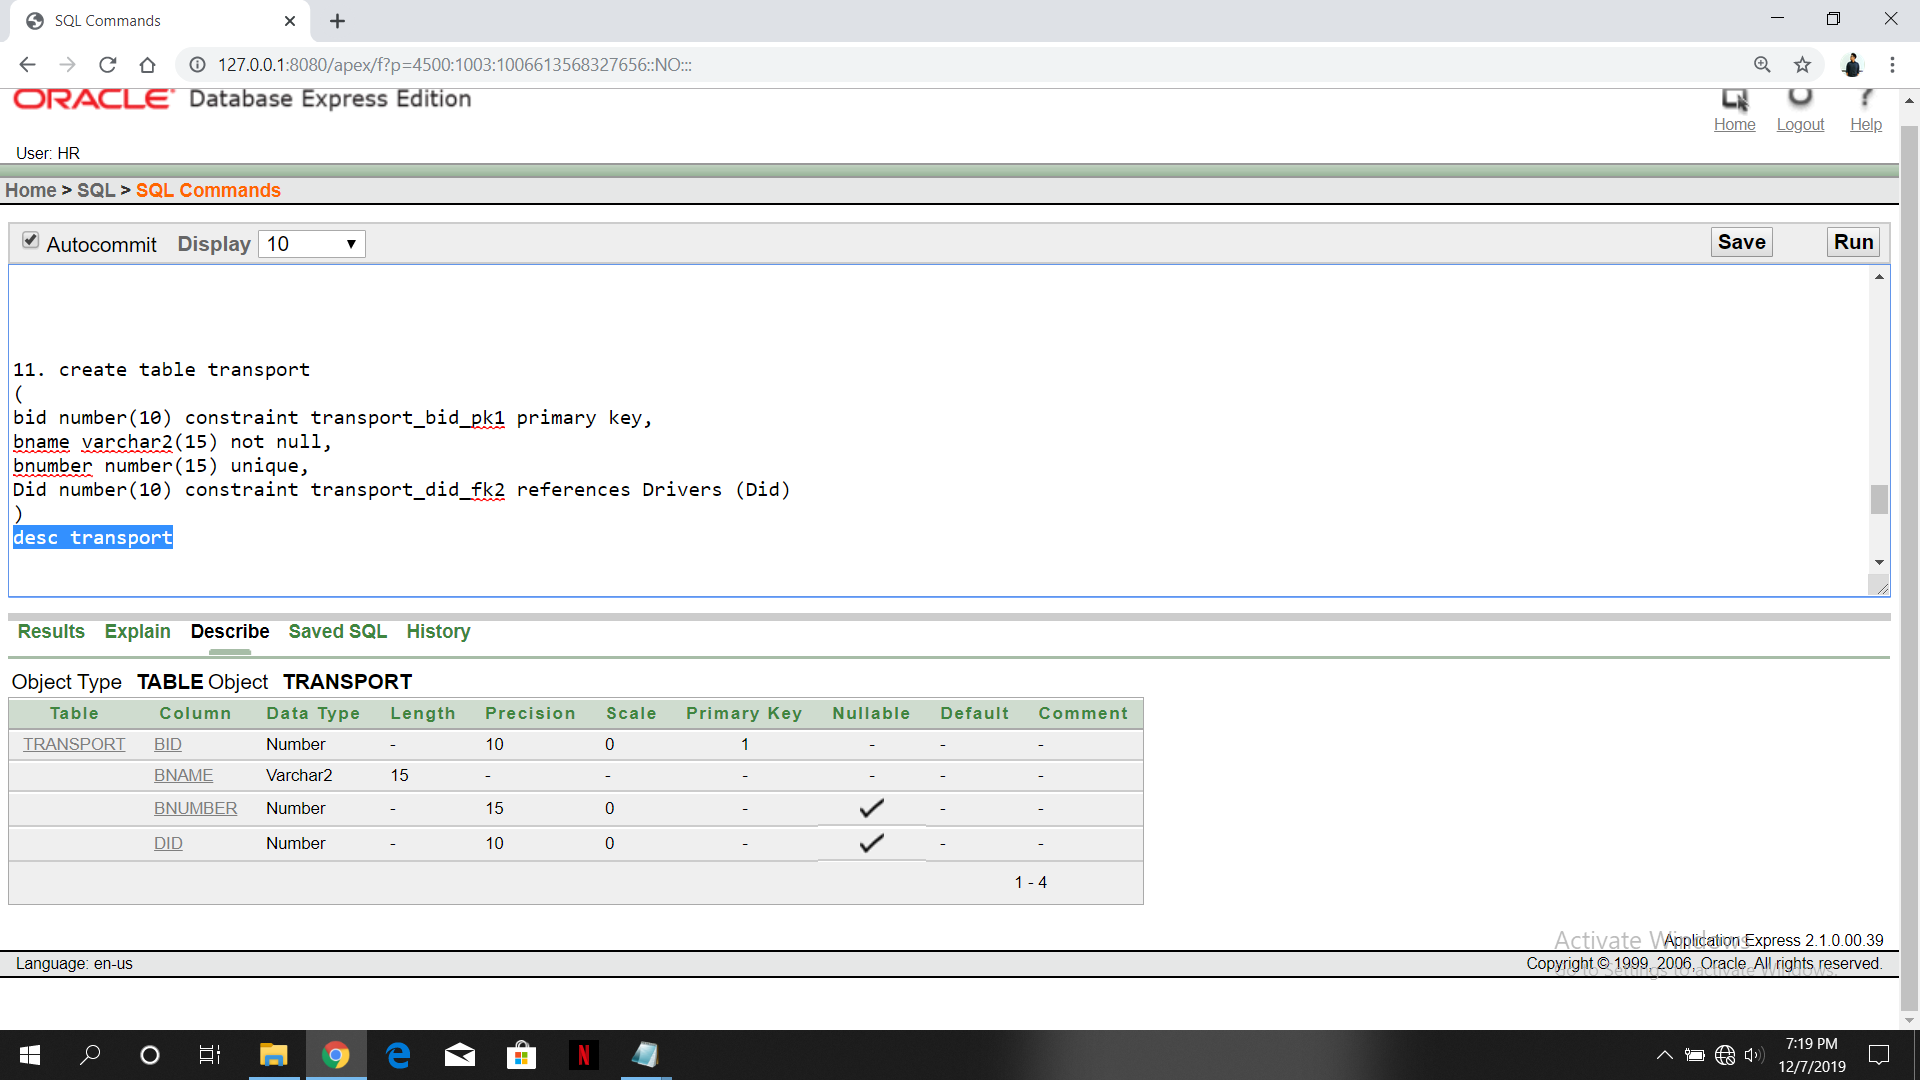 SQL Commands
127.0.0.1:8080/apex/f?p=4500:1003:1006613568327656::NO:::
ORACLE Database Express Edition
Home Logout Help
User: HR
Home > SQL > SQL Commands
Autocommit Display 10 Save Run
11. create table transport
(
bid number(10) constraint transport_bid_pk1 primary key,
bname varchar2(15) not null,
bnumber number(15) unique,
Did number(10) constraint transport_did_fk2 references Drivers (Did)
)
desc transport
Results Explain Describe Saved SQL History
Object Type TABLE Object TRANSPORT
Table Column Data Type Length Precision Scale Primary Key Nullable Default Comment
TRANSPORT BID Number - 10 0 1 - - -
BNAME Varchar2 15 - - - - - -
BNUMBER Number - 15 0 - - -
DID Number - 10 0 - - -
1 - 4
Activate Windows
Application Express 2.1.0.00.39
Language: en-us
Copyright © 1999, 2006, Oracle. All rights reserved.
Go to Settings to activate Windows.
7:19 PM
12/7/2019